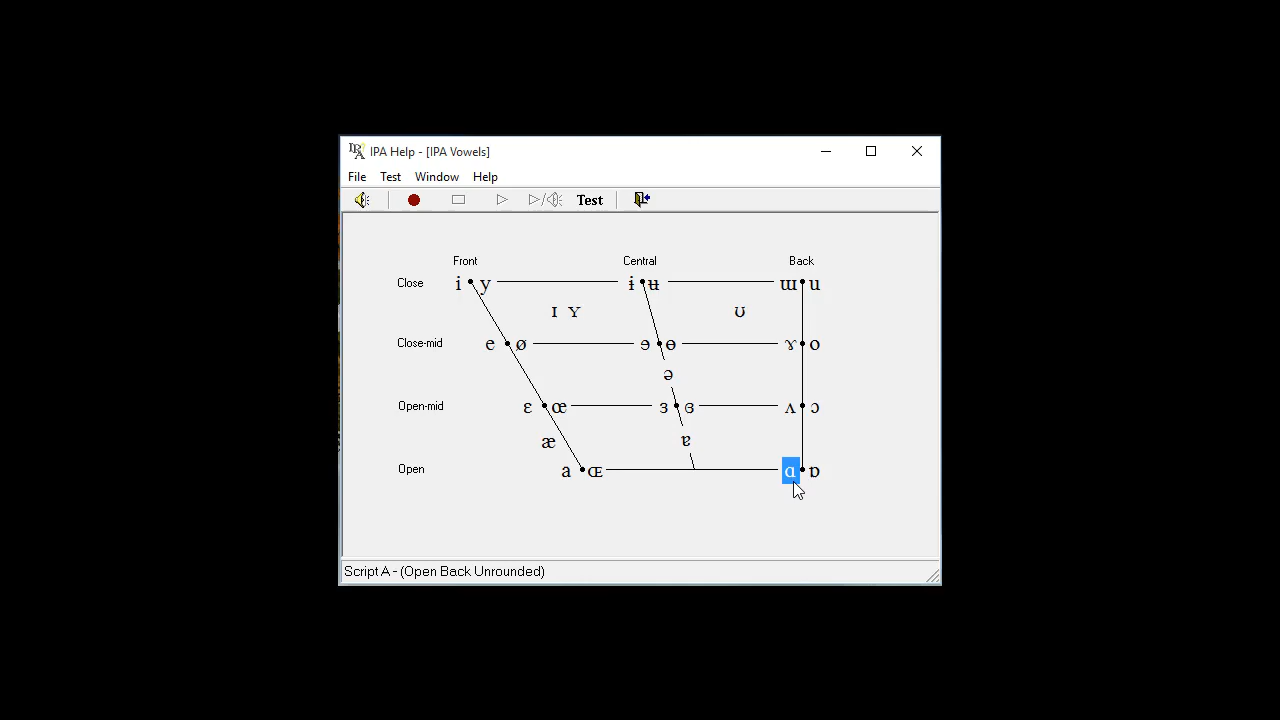 IPA Help - [IPA Vowels]
File Test Window Help
Test
Front Central Back
Close i y ɨ ʉ ɯ u
ɪ ʏ ʊ
Close-mid e ø ɘ ɵ ɤ o
ə
Open-mid ɛ œ ɜ ɞ ʌ ɔ
æ ɐ
Open a ɶ ɑ ɒ
Script A - (Open Back Unrounded)